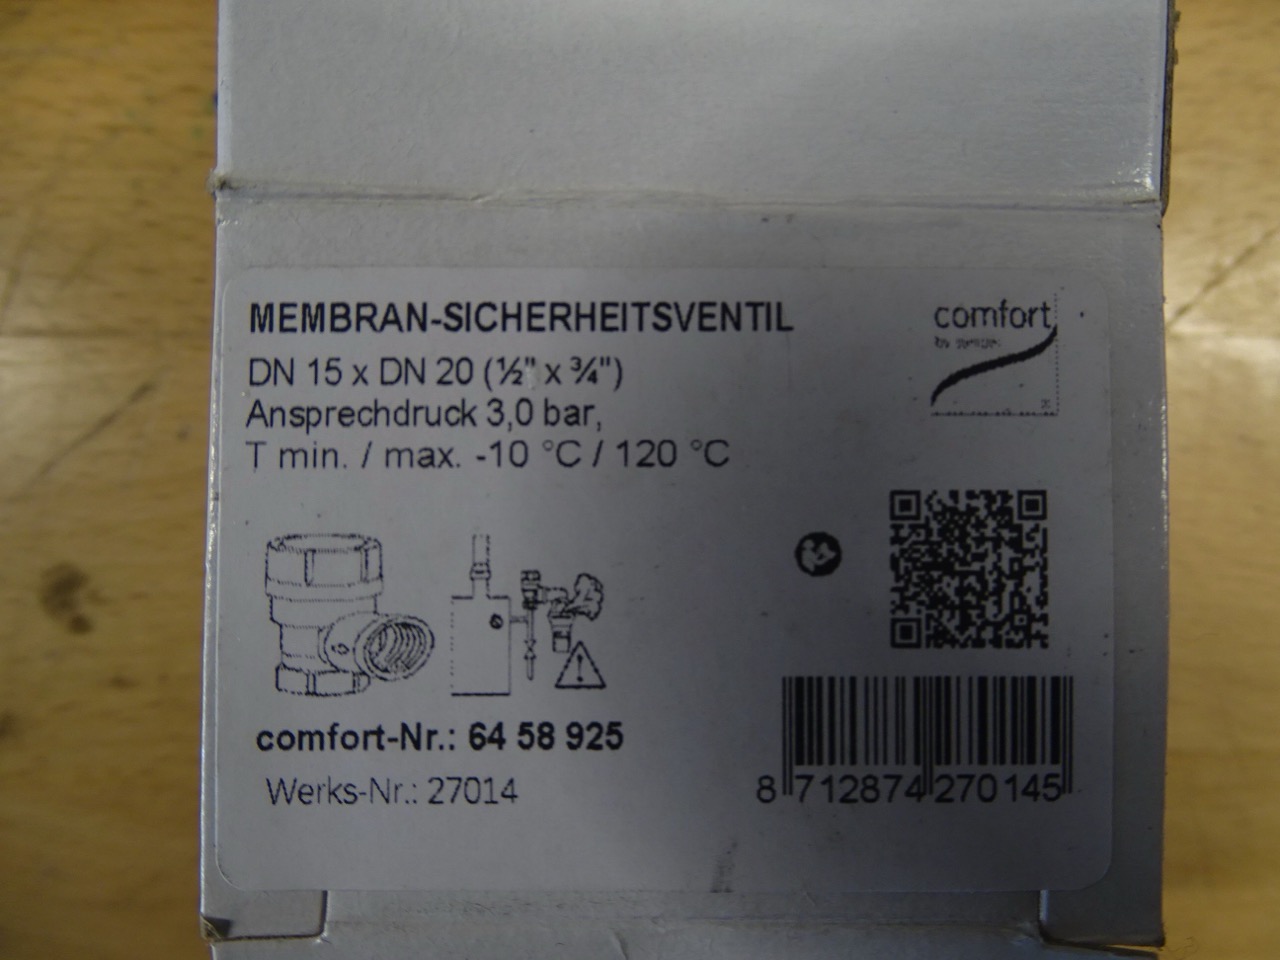 MEMBRAN-SICHERHEITSVENTIL
DN 15 x DN 20 (½" x ¾")
Ansprechdruck 3,0 bar,
T min. / max. -10 °C / 120 °C
comfort
by
comfort-Nr.: 64 58 925
Werks-Nr.: 27014
8 712874 270145